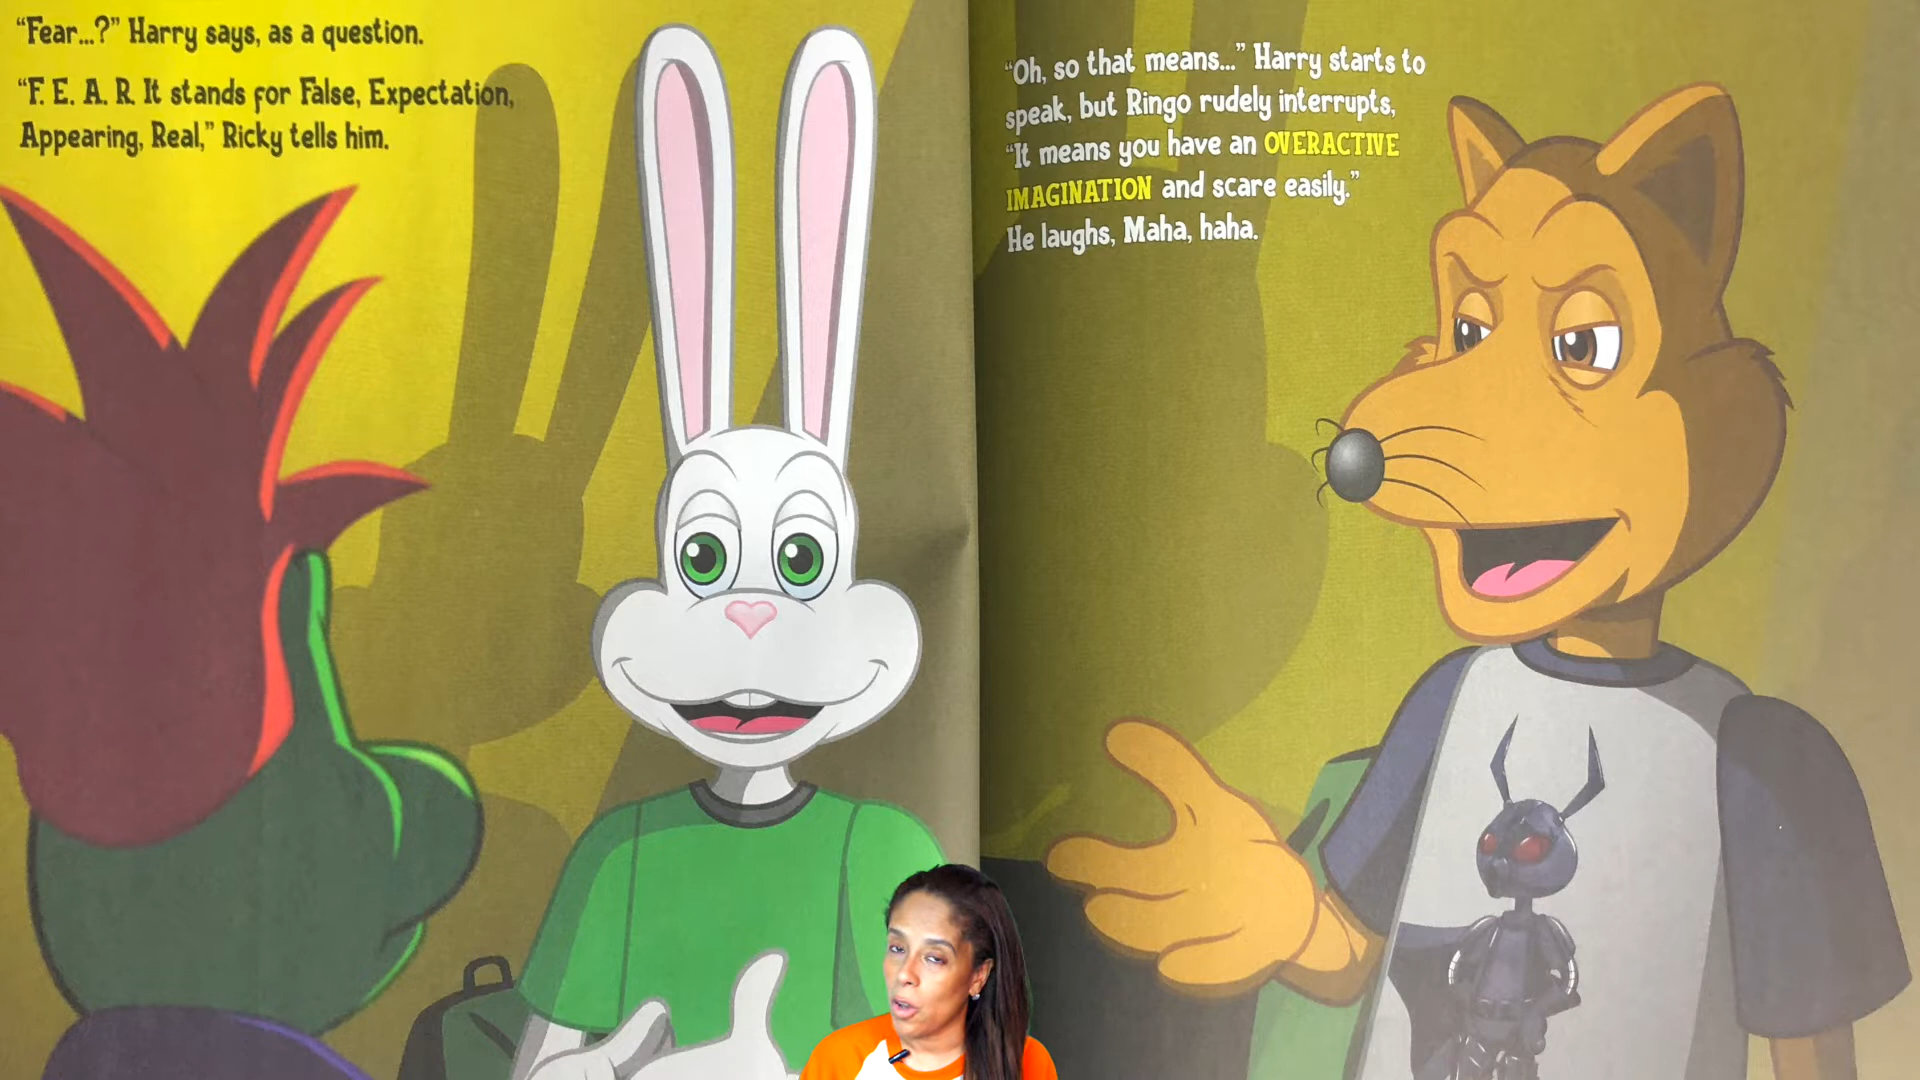 “Fear...?” Harry says, as a question.
“F. E. A. R. It stands for False, Expectation,
Appearing, Real,” Ricky tells him.
“Oh, so that means...” Harry starts to
speak, but Ringo rudely interrupts,
“It means you have an OVERACTIVE
IMAGINATION and scare easily.”
He laughs, Maha, haha.